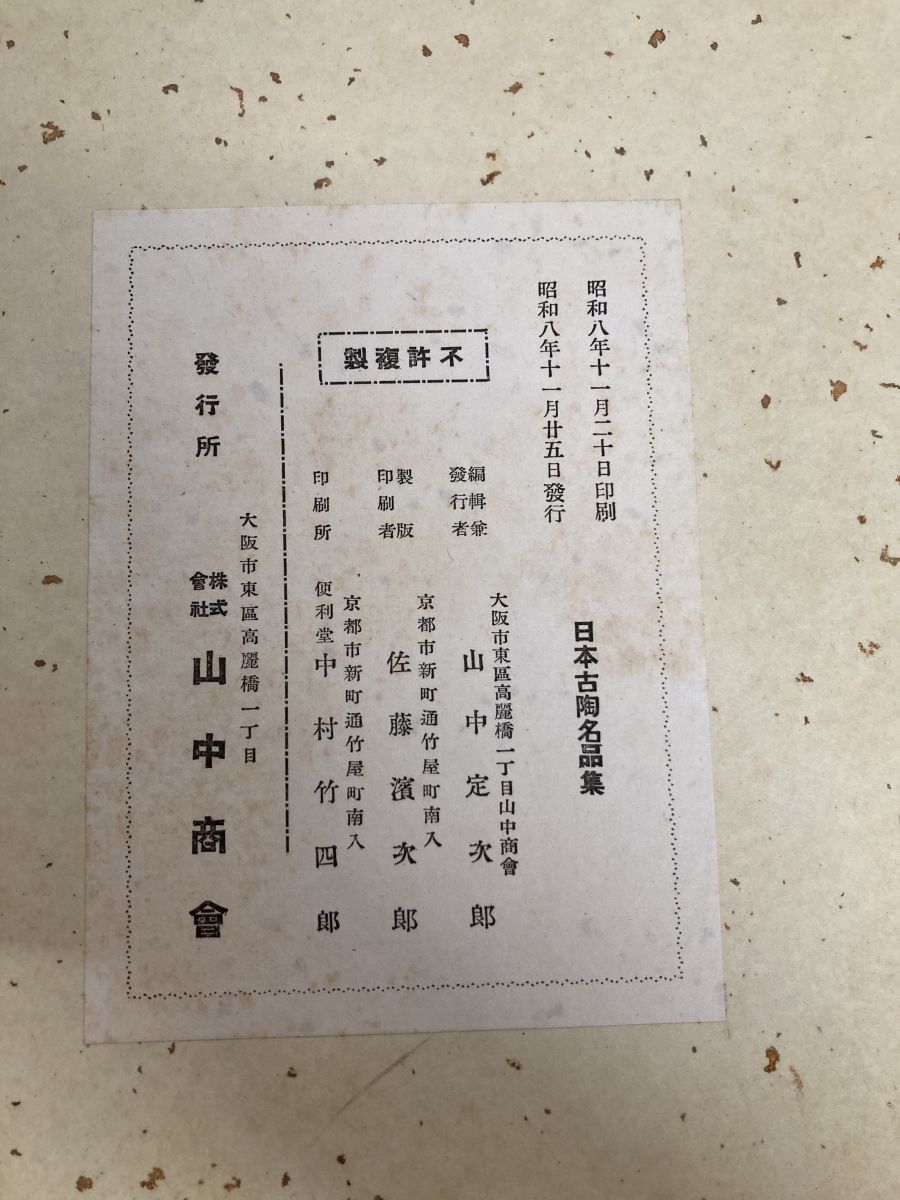 昭和八年十一月二十日印刷
昭和八年十一月廿五日發行
日本古陶名品集
不許複製
編輯兼
發行者
大阪市東區高麗橋一丁目山中商會
山中定次郎
製版
印刷者
京都市新町通竹屋町南入
佐藤濱次郎
印刷所
京都市新町通竹屋町南入
便利堂中村竹四郎
發行所
大阪市東區高麗橋一丁目
株式
會社
山中商會